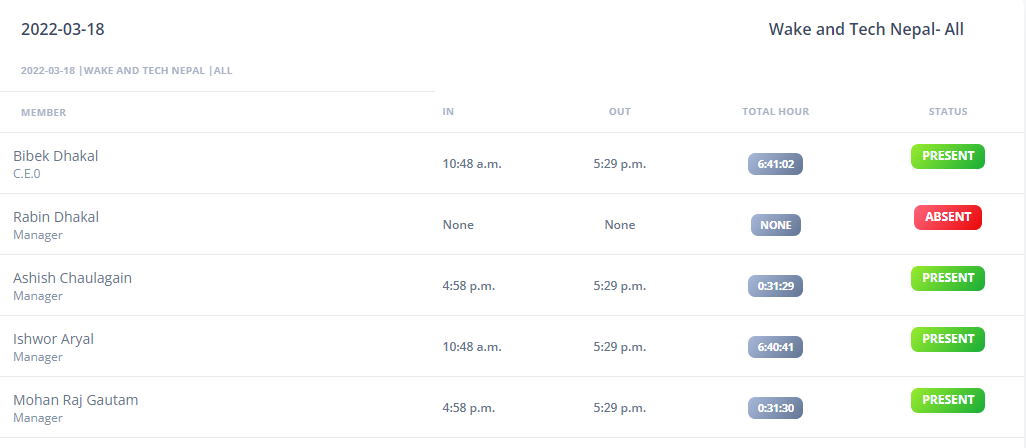 2022-03-18 Wake and Tech Nepal- All
2022-03-18 |WAKE AND TECH NEPAL |ALL
MEMBER IN OUT TOTAL HOUR STATUS
Bibek Dhakal
C.E.0
10:48 a.m. 5:29 p.m. 6:41:02 PRESENT
Rabin Dhakal
Manager
None None NONE ABSENT
Ashish Chaulagain
Manager
4:58 p.m. 5:29 p.m. 0:31:29 PRESENT
Ishwor Aryal
Manager
10:48 a.m. 5:29 p.m. 6:40:41 PRESENT
Mohan Raj Gautam
Manager
4:58 p.m. 5:29 p.m. 0:31:30 PRESENT